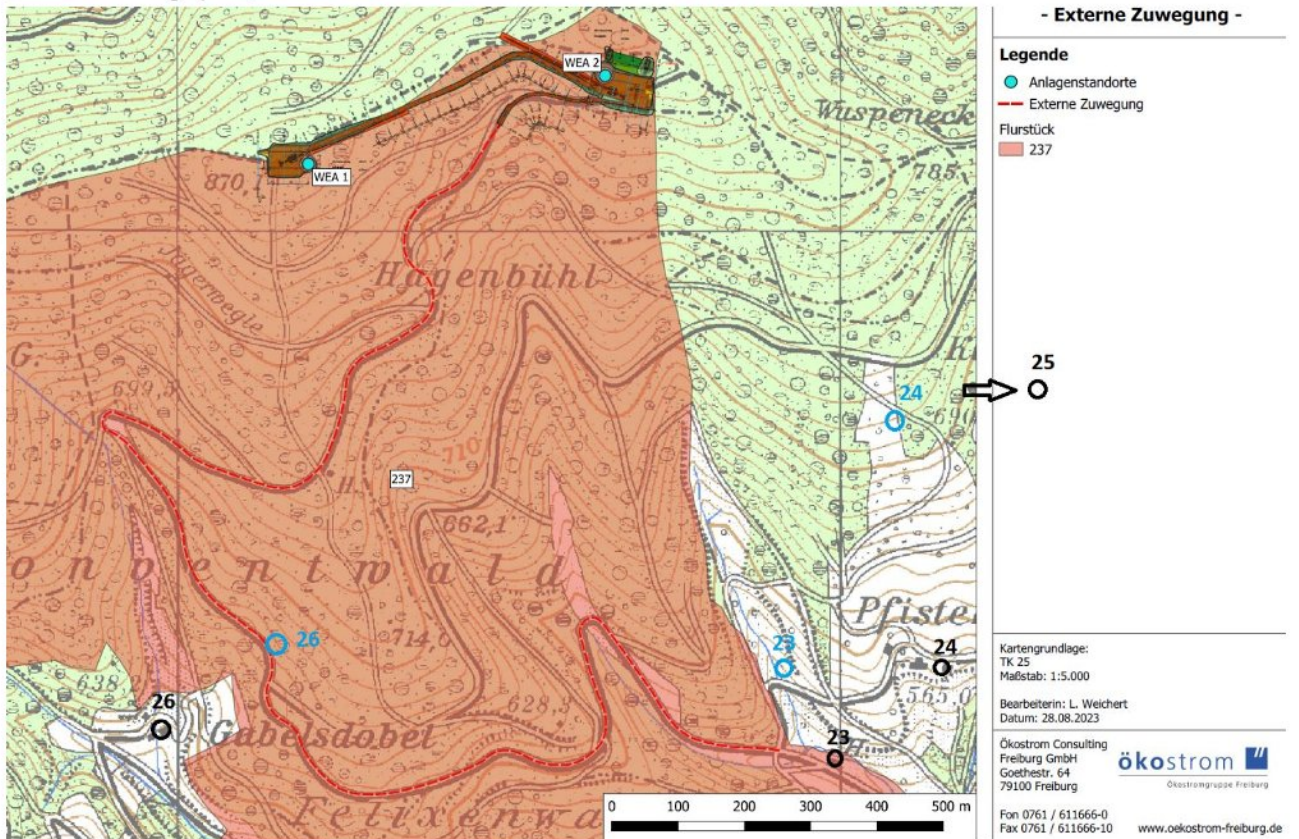 - Externe Zuwegung -
Legende
Anlagenstandorte
Externe Zuwegung
Flurstück
237
WEA 2
WEA 1
Wuspeneck
785,
870,
Hagenbühl
Jägerwegle
G.
699,
25
24
690
710
237
H.
662,1
onventwald
Pfister
26
714,0
23
24
565,0
638
26
628,3
Gabelsdobel
23
H.
Felixenwa
0 100 200 300 400 500 m
Kartengrundlage:
TK 25
Maßstab: 1:5.000
Bearbeiterin: L. Weichert
Datum: 28.08.2023
Ökostrom Consulting
Freiburg GmbH
Goethestr. 64
79100 Freiburg
ökostrom
Ökostromgruppe Freiburg
Fon 0761 / 611666-0
Fax 0761 / 611666-10 www.oekostrom-freiburg.de